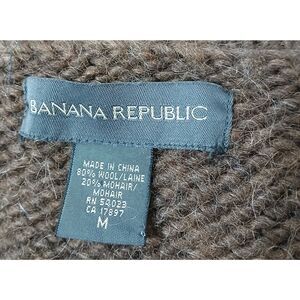 BANANA REPUBLIC
MADE IN CHINA
80% WOOL/LAINE
20% MOHAIR/
MOHAIR
RN 54023
CA 17897
M